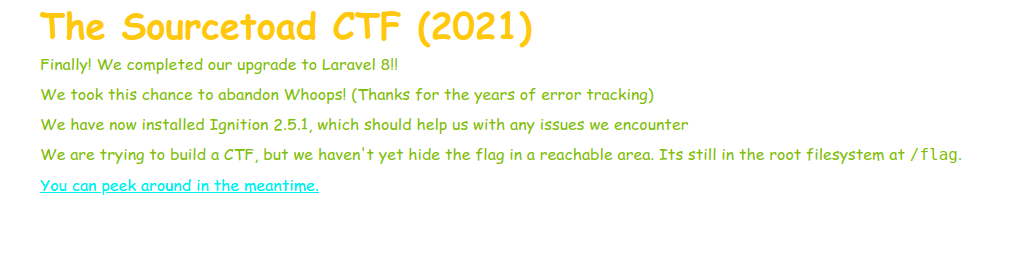 The Sourcetoad CTF (2021)
Finally! We completed our upgrade to Laravel 8!!
We took this chance to abandon Whoops! (Thanks for the years of error tracking)
We have now installed Ignition 2.5.1, which should help us with any issues we encounter
We are trying to build a CTF, but we haven't yet hide the flag in a reachable area. Its still in the root filesystem at /flag.
You can peek around in the meantime.